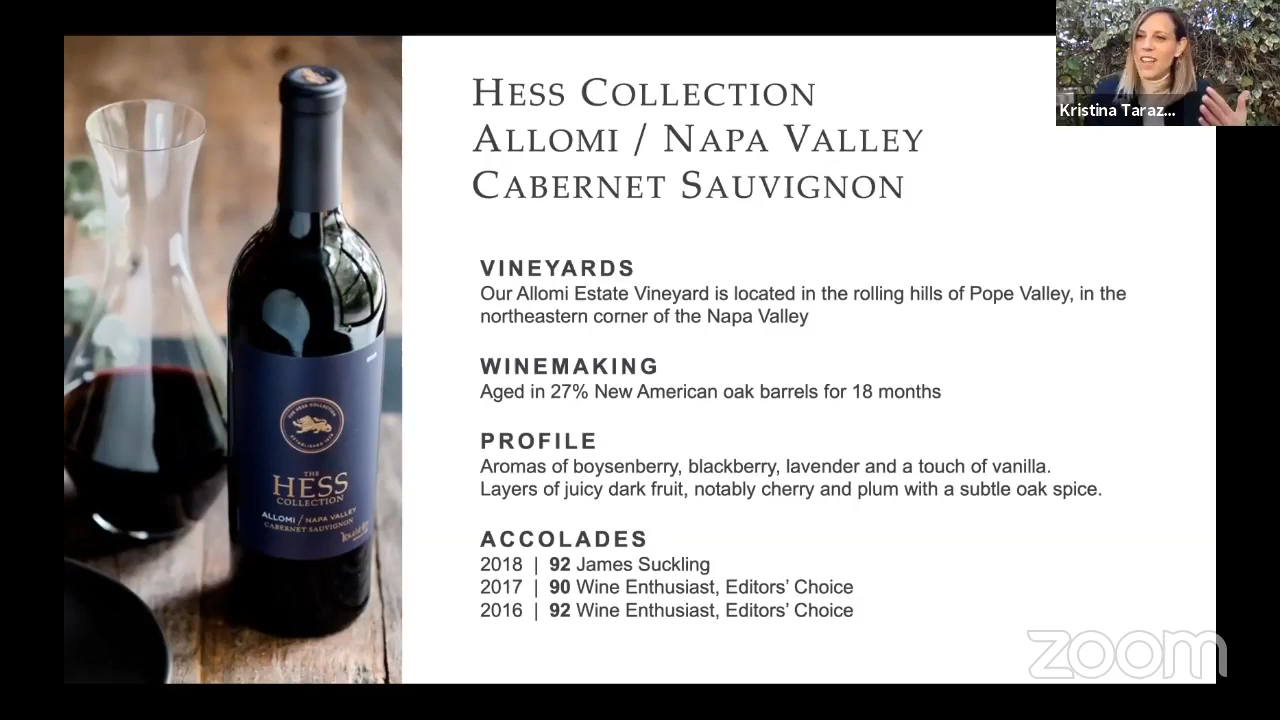 HESS COLLECTION
ALLOMI / NAPA VALLEY
CABERNET SAUVIGNON
Kristina Taraz...
VINEYARDS
Our Allomi Estate Vineyard is located in the rolling hills of Pope Valley, in the
northeastern corner of the Napa Valley
WINEMAKING
Aged in 27% New American oak barrels for 18 months
PROFILE
Aromas of boysenberry, blackberry, lavender and a touch of vanilla.
Layers of juicy dark fruit, notably cherry and plum with a subtle oak spice.
ACCOLADES
2018 | 92 James Suckling
2017 | 90 Wine Enthusiast, Editors’ Choice
2016 | 92 Wine Enthusiast, Editors’ Choice
THE HESS COLLECTION
THE
HESS
COLLECTION
ALLOMI / NAPA VALLEY
CABERNET SAUVIGNON
zoom